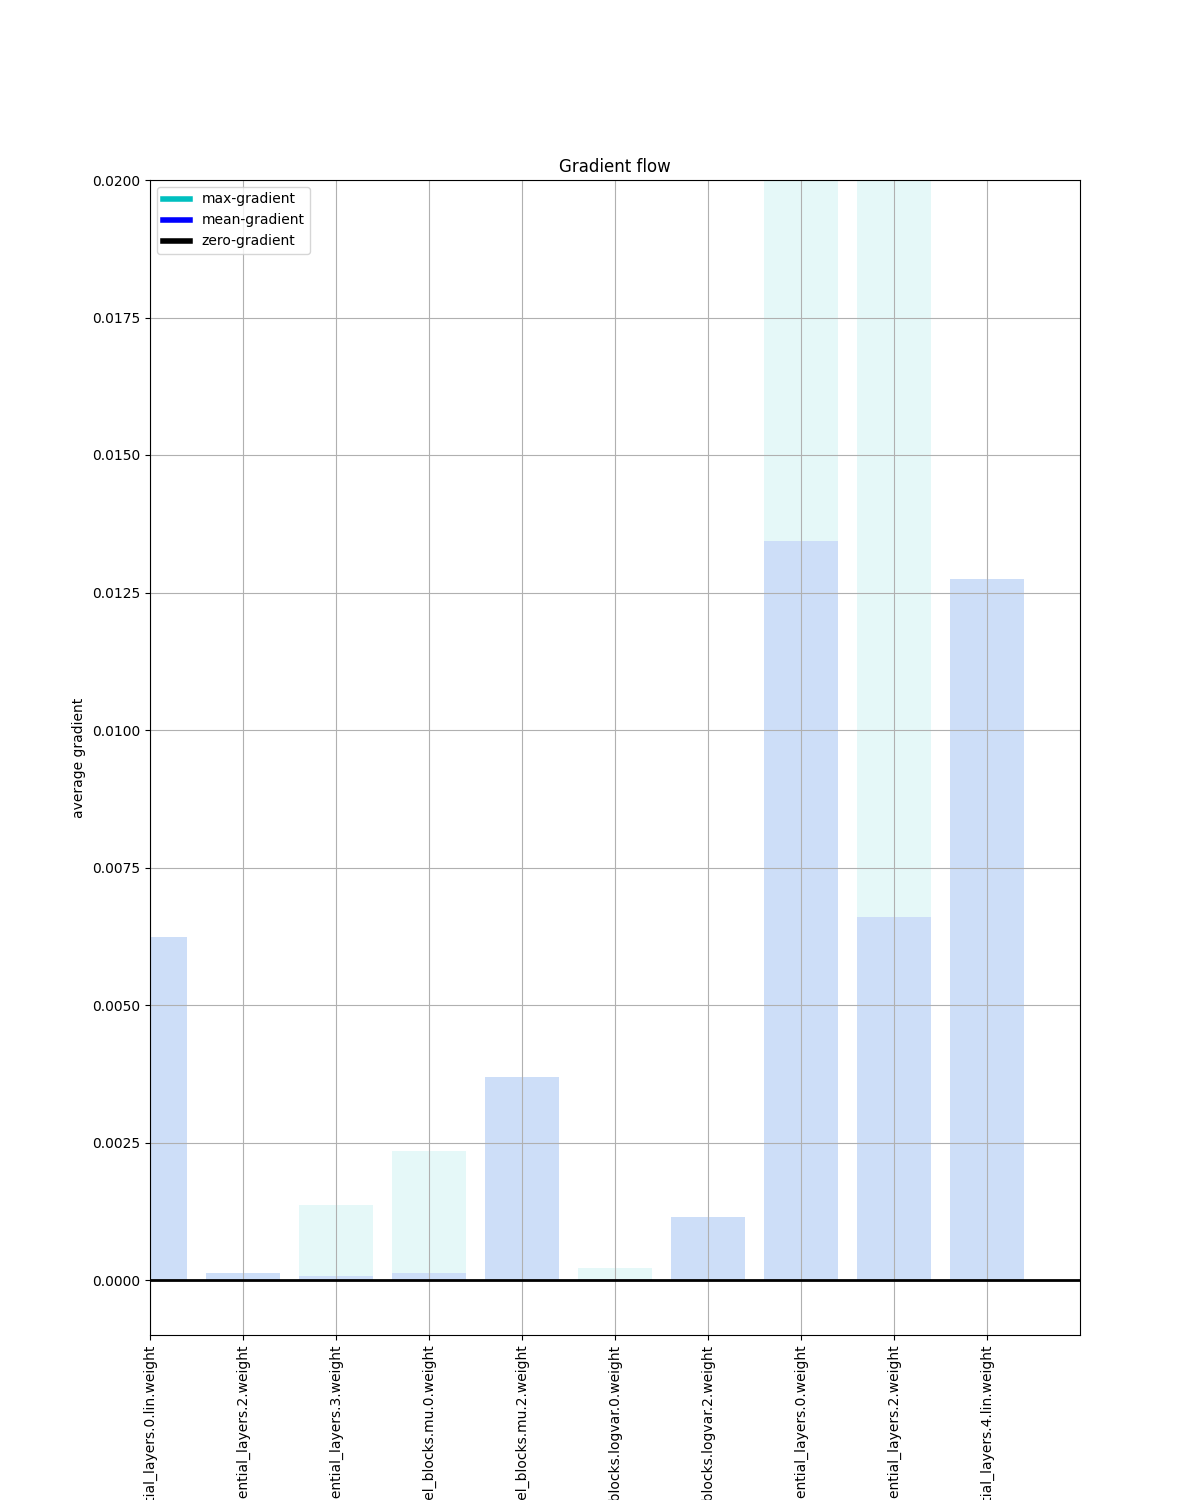 Gradient flow
max-gradient
mean-gradient
zero-gradient
0.0200
0.0175
0.0150
0.0125
0.0100
0.0075
0.0050
0.0025
0.0000
average gradient
tial_layers.0.lin.weight
ential_layers.2.weight
ential_layers.3.weight
el_blocks.mu.0.weight
el_blocks.mu.2.weight
blocks.logvar.0.weight
blocks.logvar.2.weight
ential_layers.0.weight
ential_layers.2.weight
tial_layers.4.lin.weight